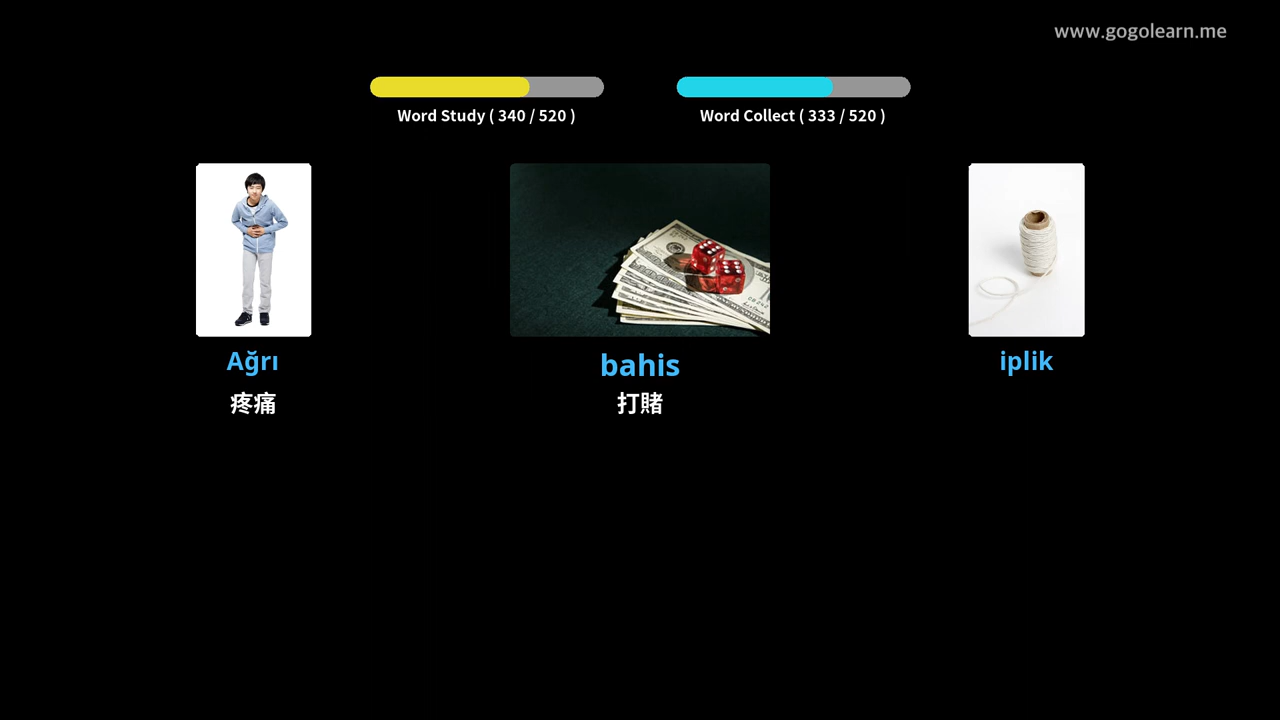 www.gogolearn.me
Word Study ( 340 / 520 )
Word Collect ( 333 / 520 )
Ağrı
疼痛
bahis
打賭
iplik